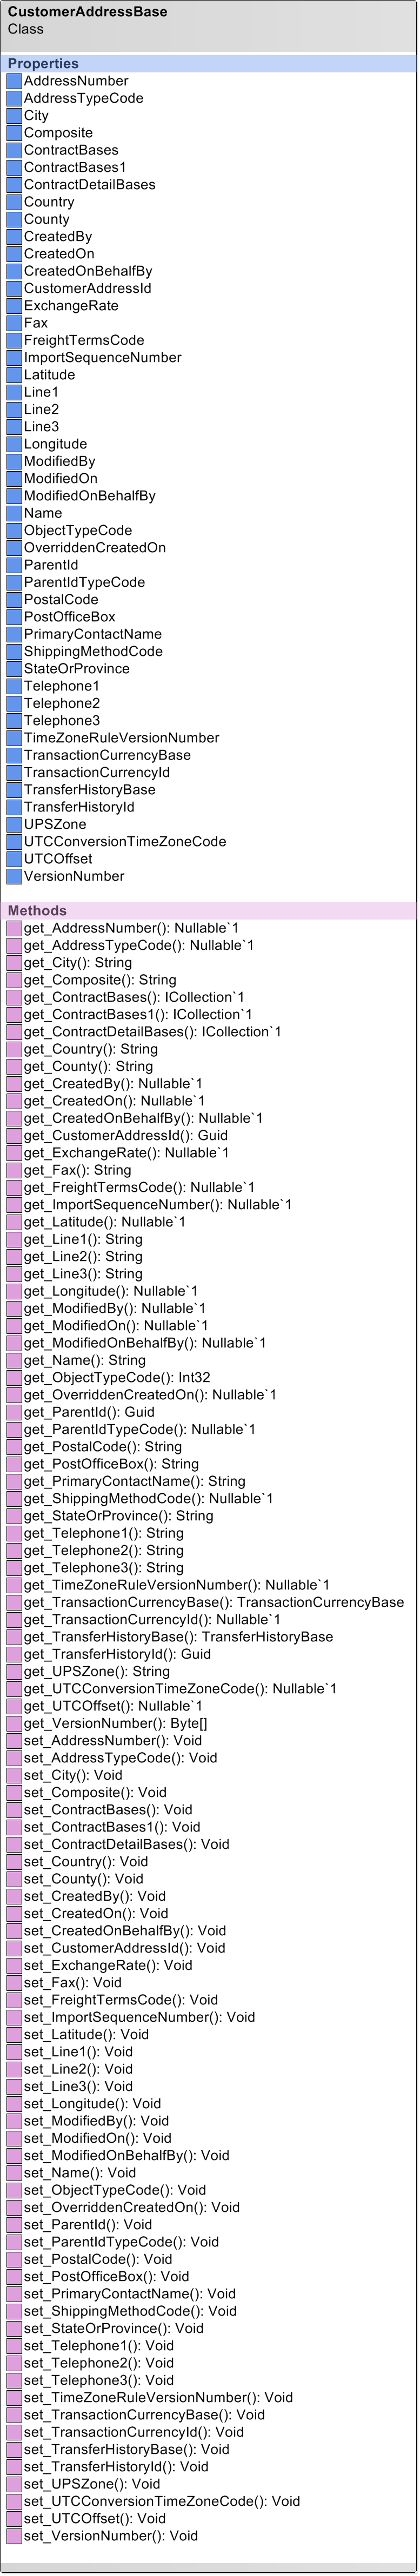 CustomerAddressBase
Class
Properties
AddressNumber
AddressTypeCode
City
Composite
ContractBases
ContractBases1
ContractDetailBases
Country
County
CreatedBy
CreatedOn
CreatedOnBehalfBy
CustomerAddressId
ExchangeRate
Fax
FreightTermsCode
ImportSequenceNumber
Latitude
Line1
Line2
Line3
Longitude
ModifiedBy
ModifiedOn
ModifiedOnBehalfBy
Name
ObjectTypeCode
OverriddenCreatedOn
ParentId
ParentIdTypeCode
PostalCode
PostOfficeBox
PrimaryContactName
ShippingMethodCode
StateOrProvince
Telephone1
Telephone2
Telephone3
TimeZoneRuleVersionNumber
TransactionCurrencyBase
TransactionCurrencyId
TransferHistoryBase
TransferHistoryId
UPSZone
UTCConversionTimeZoneCode
UTCOffset
VersionNumber
Methods
get_AddressNumber(): Nullable`1
get_AddressTypeCode(): Nullable`1
get_City(): String
get_Composite(): String
get_ContractBases(): ICollection`1
get_ContractBases1(): ICollection`1
get_ContractDetailBases(): ICollection`1
get_Country(): String
get_County(): String
get_CreatedBy(): Nullable`1
get_CreatedOn(): Nullable`1
get_CreatedOnBehalfBy(): Nullable`1
get_CustomerAddressId(): Guid
get_ExchangeRate(): Nullable`1
get_Fax(): String
get_FreightTermsCode(): Nullable`1
get_ImportSequenceNumber(): Nullable`1
get_Latitude(): Nullable`1
get_Line1(): String
get_Line2(): String
get_Line3(): String
get_Longitude(): Nullable`1
get_ModifiedBy(): Nullable`1
get_ModifiedOn(): Nullable`1
get_ModifiedOnBehalfBy(): Nullable`1
get_Name(): String
get_ObjectTypeCode(): Int32
get_OverriddenCreatedOn(): Nullable`1
get_ParentId(): Guid
get_ParentIdTypeCode(): Nullable`1
get_PostalCode(): String
get_PostOfficeBox(): String
get_PrimaryContactName(): String
get_ShippingMethodCode(): Nullable`1
get_StateOrProvince(): String
get_Telephone1(): String
get_Telephone2(): String
get_Telephone3(): String
get_TimeZoneRuleVersionNumber(): Nullable`1
get_TransactionCurrencyBase(): TransactionCurrencyBase
get_TransactionCurrencyId(): Nullable`1
get_TransferHistoryBase(): TransferHistoryBase
get_TransferHistoryId(): Guid
get_UPSZone(): String
get_UTCConversionTimeZoneCode(): Nullable`1
get_UTCOffset(): Nullable`1
get_VersionNumber(): Byte[]
set_AddressNumber(): Void
set_AddressTypeCode(): Void
set_City(): Void
set_Composite(): Void
set_ContractBases(): Void
set_ContractBases1(): Void
set_ContractDetailBases(): Void
set_Country(): Void
set_County(): Void
set_CreatedBy(): Void
set_CreatedOn(): Void
set_CreatedOnBehalfBy(): Void
set_CustomerAddressId(): Void
set_ExchangeRate(): Void
set_Fax(): Void
set_FreightTermsCode(): Void
set_ImportSequenceNumber(): Void
set_Latitude(): Void
set_Line1(): Void
set_Line2(): Void
set_Line3(): Void
set_Longitude(): Void
set_ModifiedBy(): Void
set_ModifiedOn(): Void
set_ModifiedOnBehalfBy(): Void
set_Name(): Void
set_ObjectTypeCode(): Void
set_OverriddenCreatedOn(): Void
set_ParentId(): Void
set_ParentIdTypeCode(): Void
set_PostalCode(): Void
set_PostOfficeBox(): Void
set_PrimaryContactName(): Void
set_ShippingMethodCode(): Void
set_StateOrProvince(): Void
set_Telephone1(): Void
set_Telephone2(): Void
set_Telephone3(): Void
set_TimeZoneRuleVersionNumber(): Void
set_TransactionCurrencyBase(): Void
set_TransactionCurrencyId(): Void
set_TransferHistoryBase(): Void
set_TransferHistoryId(): Void
set_UPSZone(): Void
set_UTCConversionTimeZoneCode(): Void
set_UTCOffset(): Void
set_VersionNumber(): Void